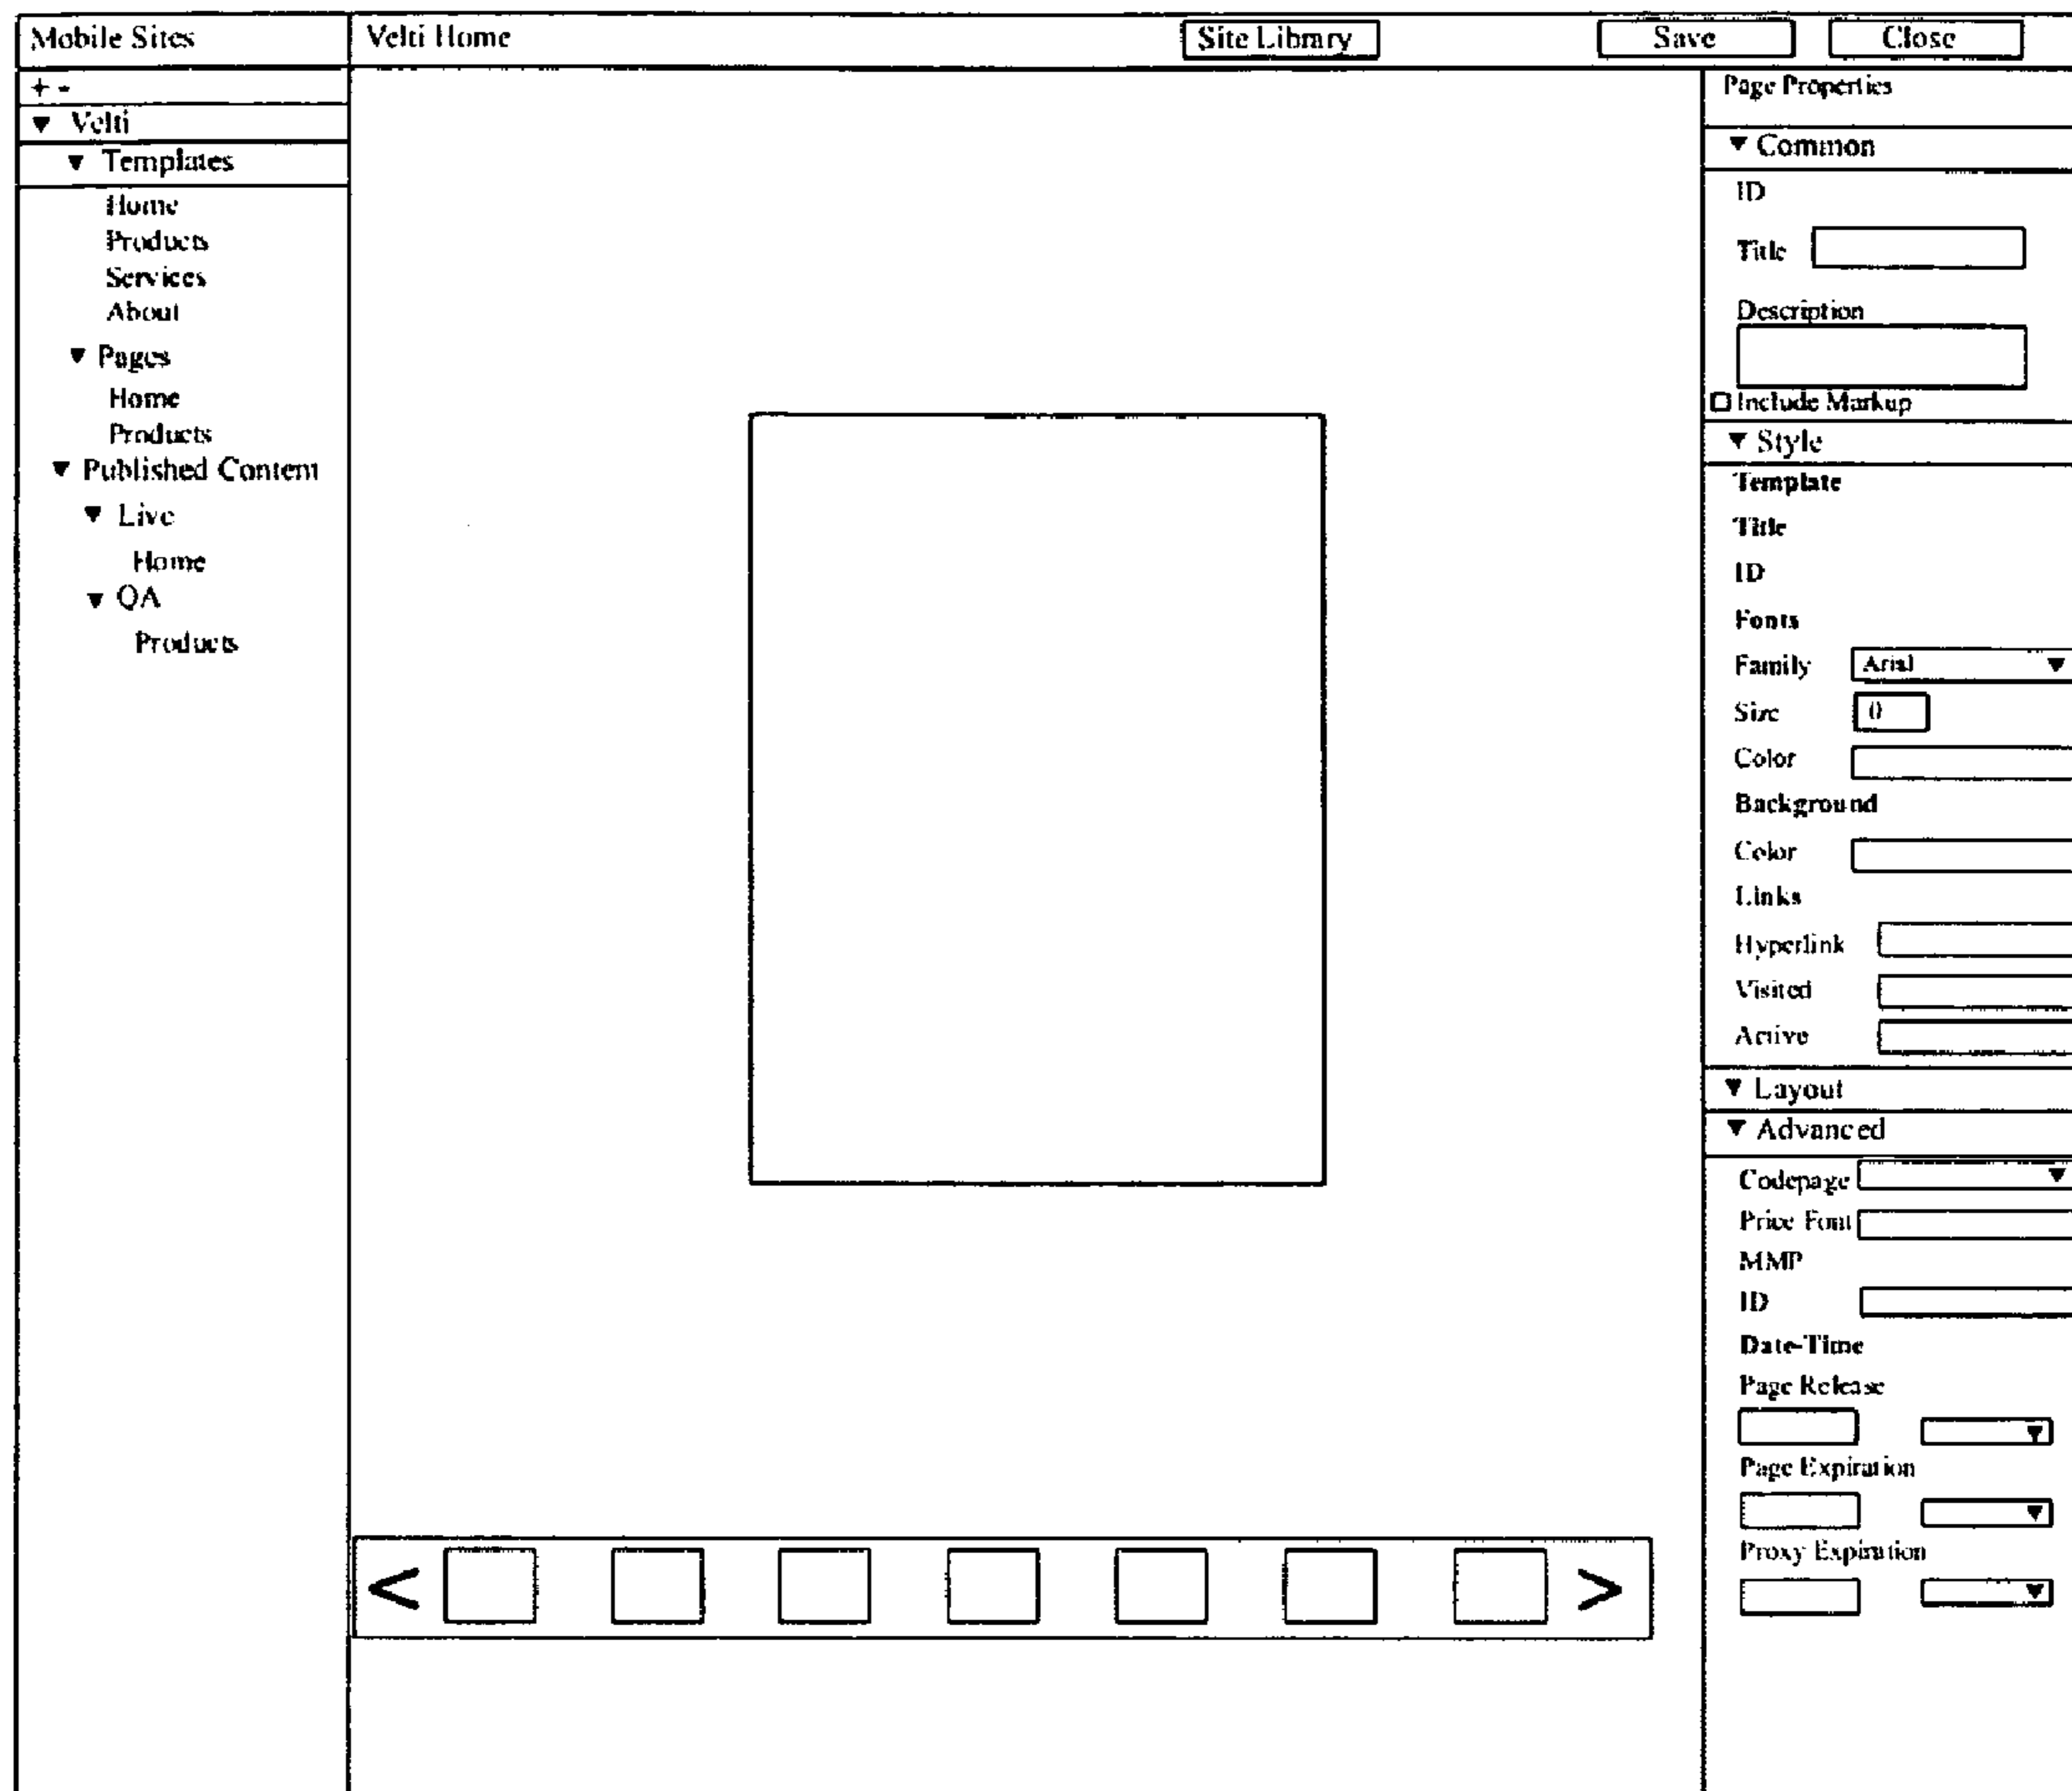 Mobile Sites
Velti Home
Site Library
Save
Close
+ -
▼ Velti
▼ Templates
Home
Products
Services
About
▼ Pages
Home
Products
▼ Published Content
▼ Live
Home
▼ QA
Products
<
>
Page Properties
▼ Common
ID
Title
Description
Include Markup
▼ Style
Template
Title
ID
Fonts
Family Arial ▼
Size 0
Color
Background
Color
Links
Hyperlink
Visited
Active
▼ Layout
▼ Advanced
Codepage ▼
Price Font
MMP
ID
Date-Time
Page Release
▼
Page Expiration
▼
Proxy Expiration
▼